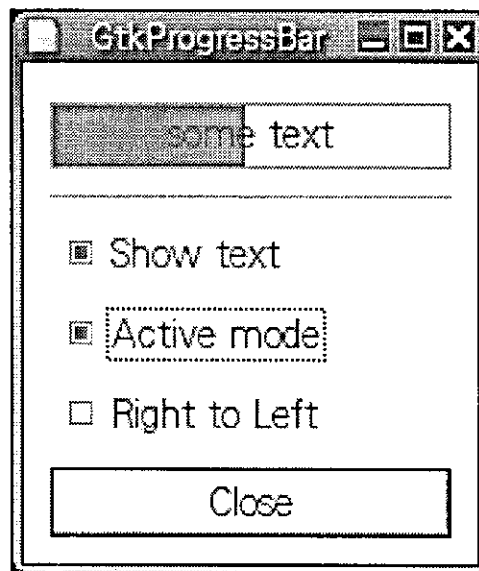 GtkProgressBar
some text
Show text
Active mode
Right to Left
Close